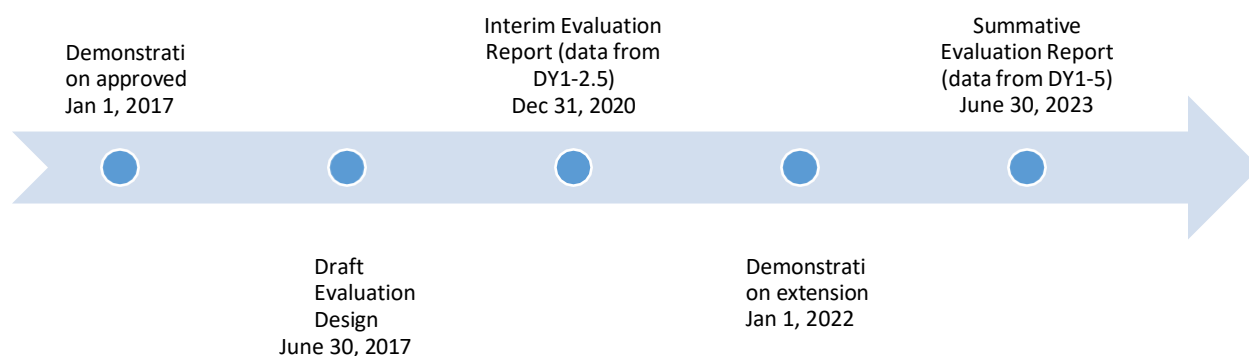 Demonstrati
on approved
Jan 1, 2017
Interim Evaluation
Report (data from
DY1-2.5)
Dec 31, 2020
Summative
Evaluation Report
(data from DY1-5)
June 30, 2023
Draft
Evaluation
Design
June 30, 2017
Demonstrati
on extension
Jan 1, 2022